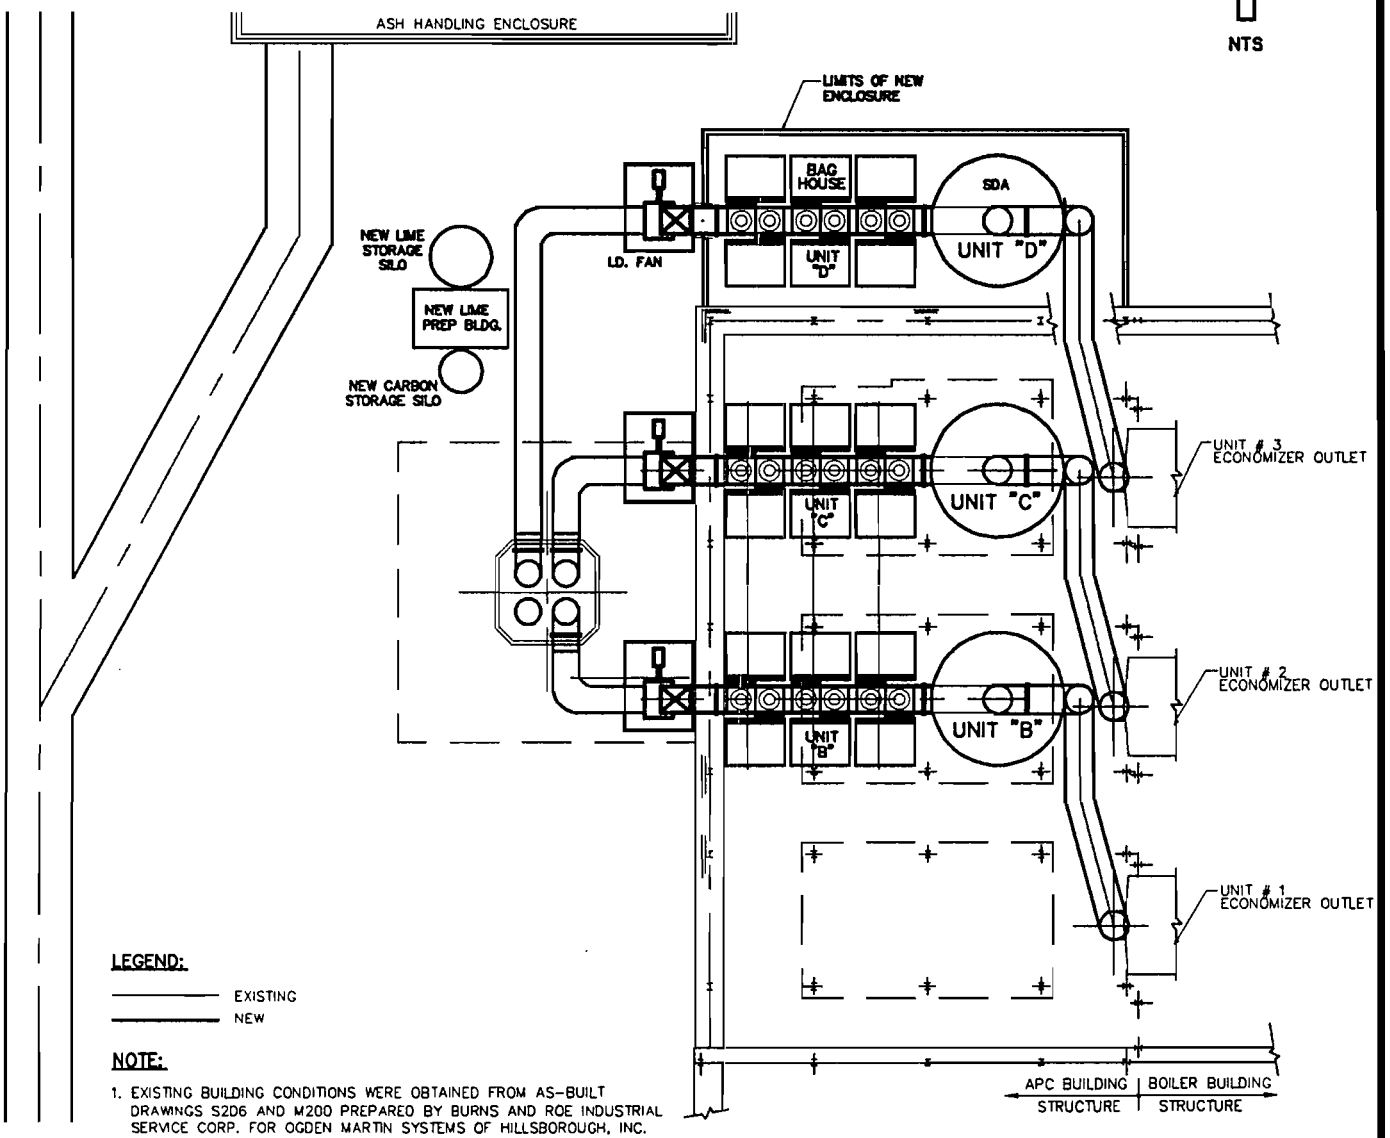 ASH HANDLING ENCLOSURE
NTS
LIMITS OF NEW
ENCLOSURE
BAG
HOUSE
SDA
NEW LIME
STORAGE
SILO
UNIT
"D"
UNIT "D"
I.D. FAN
NEW LIME
PREP BLDG.
NEW CARBON
STORAGE SILO
UNIT # 3
ECONOMIZER OUTLET
UNIT
"C"
UNIT "C"
UNIT # 2
ECONOMIZER OUTLET
UNIT
"B"
UNIT "B"
UNIT # 1
ECONOMIZER OUTLET
LEGEND:
EXISTING
NEW
NOTE:
1. EXISTING BUILDING CONDITIONS WERE OBTAINED FROM AS-BUILT
DRAWINGS S206 AND M200 PREPARED BY BURNS AND ROE INDUSTRIAL
SERVICE CORP. FOR OGDEN MARTIN SYSTEMS OF HILLSBOROUGH, INC.
APC BUILDING
STRUCTURE
BOILER BUILDING
STRUCTURE